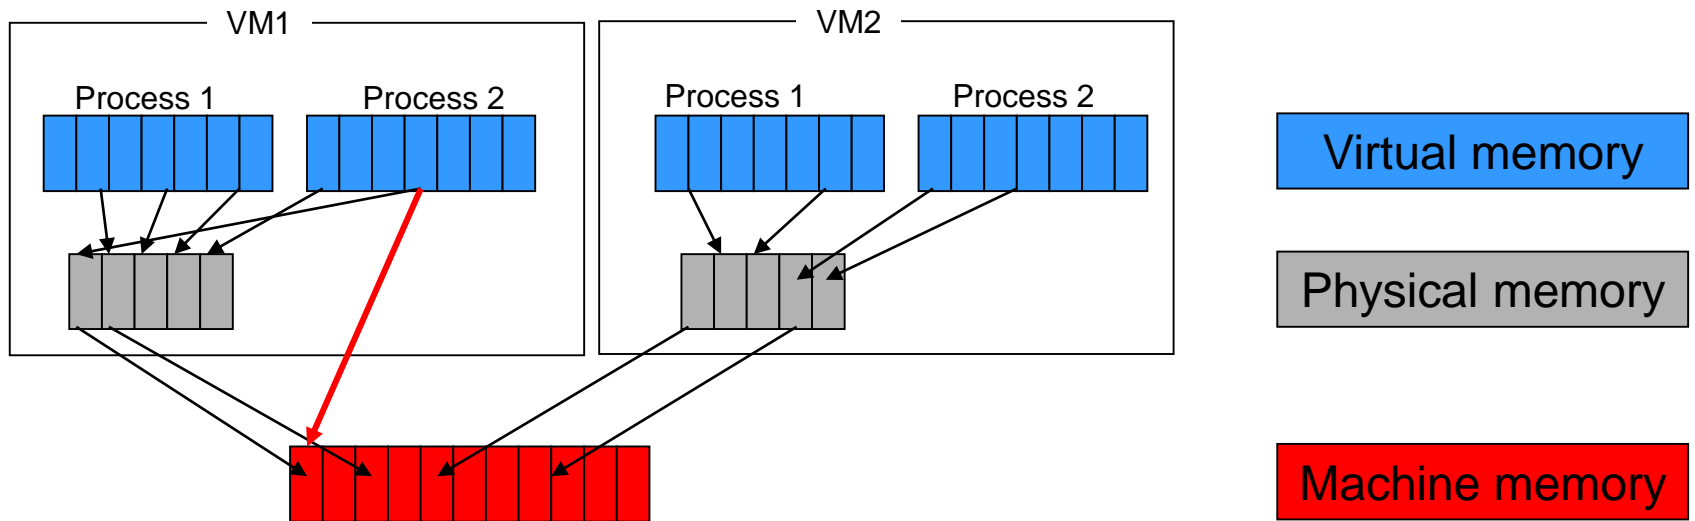 VM1
VM2
Process 1
Process 2
Process 1
Process 2
Virtual memory
Physical memory
Machine memory